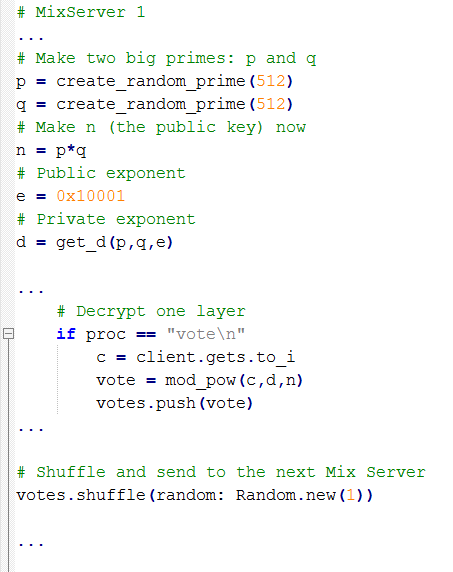 # MixServer 1
...
# Make two big primes: p and q
p = create_random_prime(512)
q = create_random_prime(512)
# Make n (the public key) now
n = p*q
# Public exponent
e = 0x10001
# Private exponent
d = get_d(p,q,e)
...
# Decrypt one layer
if proc == "vote\n"
c = client.gets.to_i
vote = mod_pow(c,d,n)
votes.push(vote)
...
# Shuffle and send to the next Mix Server
votes.shuffle(random: Random.new(1))
...